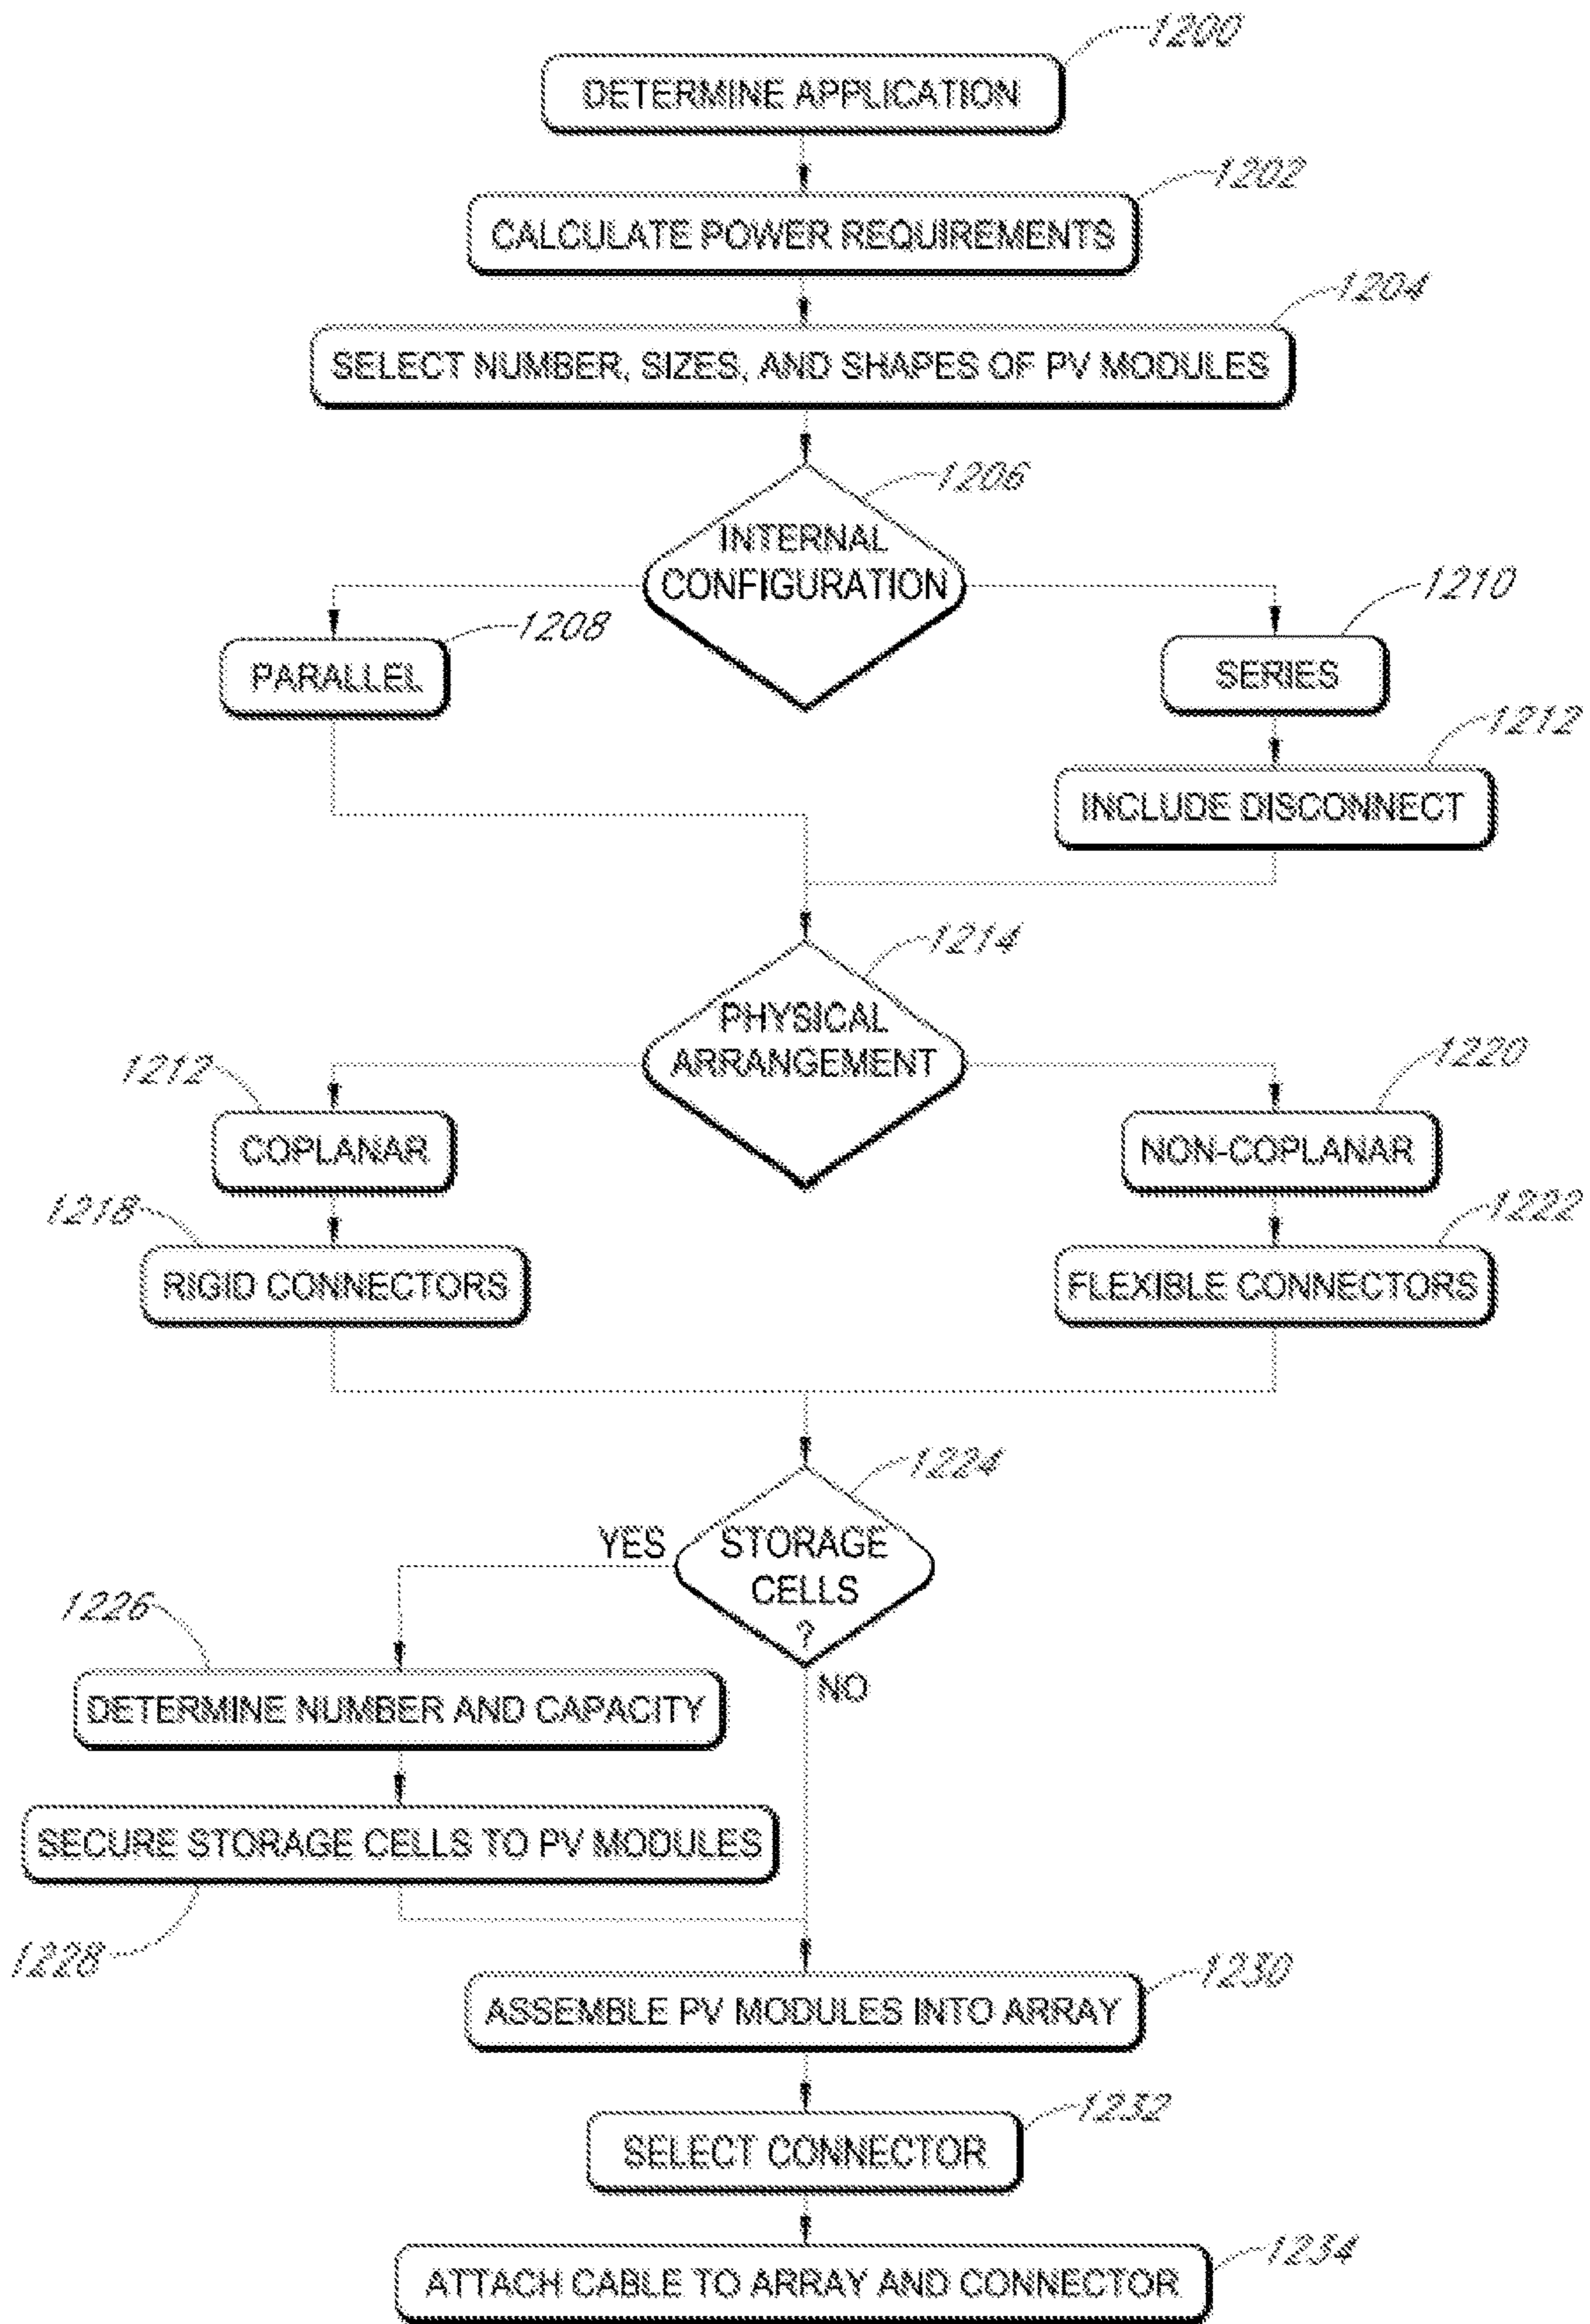 1200
DETERMINE APPLICATION
1202
CALCULATE POWER REQUIREMENTS
1204
SELECT NUMBER, SIZES, AND SHAPES OF PV MODULES
1206
INTERNAL
CONFIGURATION
1208
PARALLEL
1210
SERIES
1212
INCLUDE DISCONNECT
1214
PHYSICAL
ARRANGEMENT
1212
COPLANAR
1220
NON-COPLANAR
1218
RIGID CONNECTORS
1222
FLEXIBLE CONNECTORS
1224
YES
STORAGE
CELLS
?
NO
1226
DETERMINE NUMBER AND CAPACITY
SECURE STORAGE CELLS TO PV MODULES
1228
1230
ASSEMBLE PV MODULES INTO ARRAY
1232
SELECT CONNECTOR
1234
ATTACH CABLE TO ARRAY AND CONNECTOR